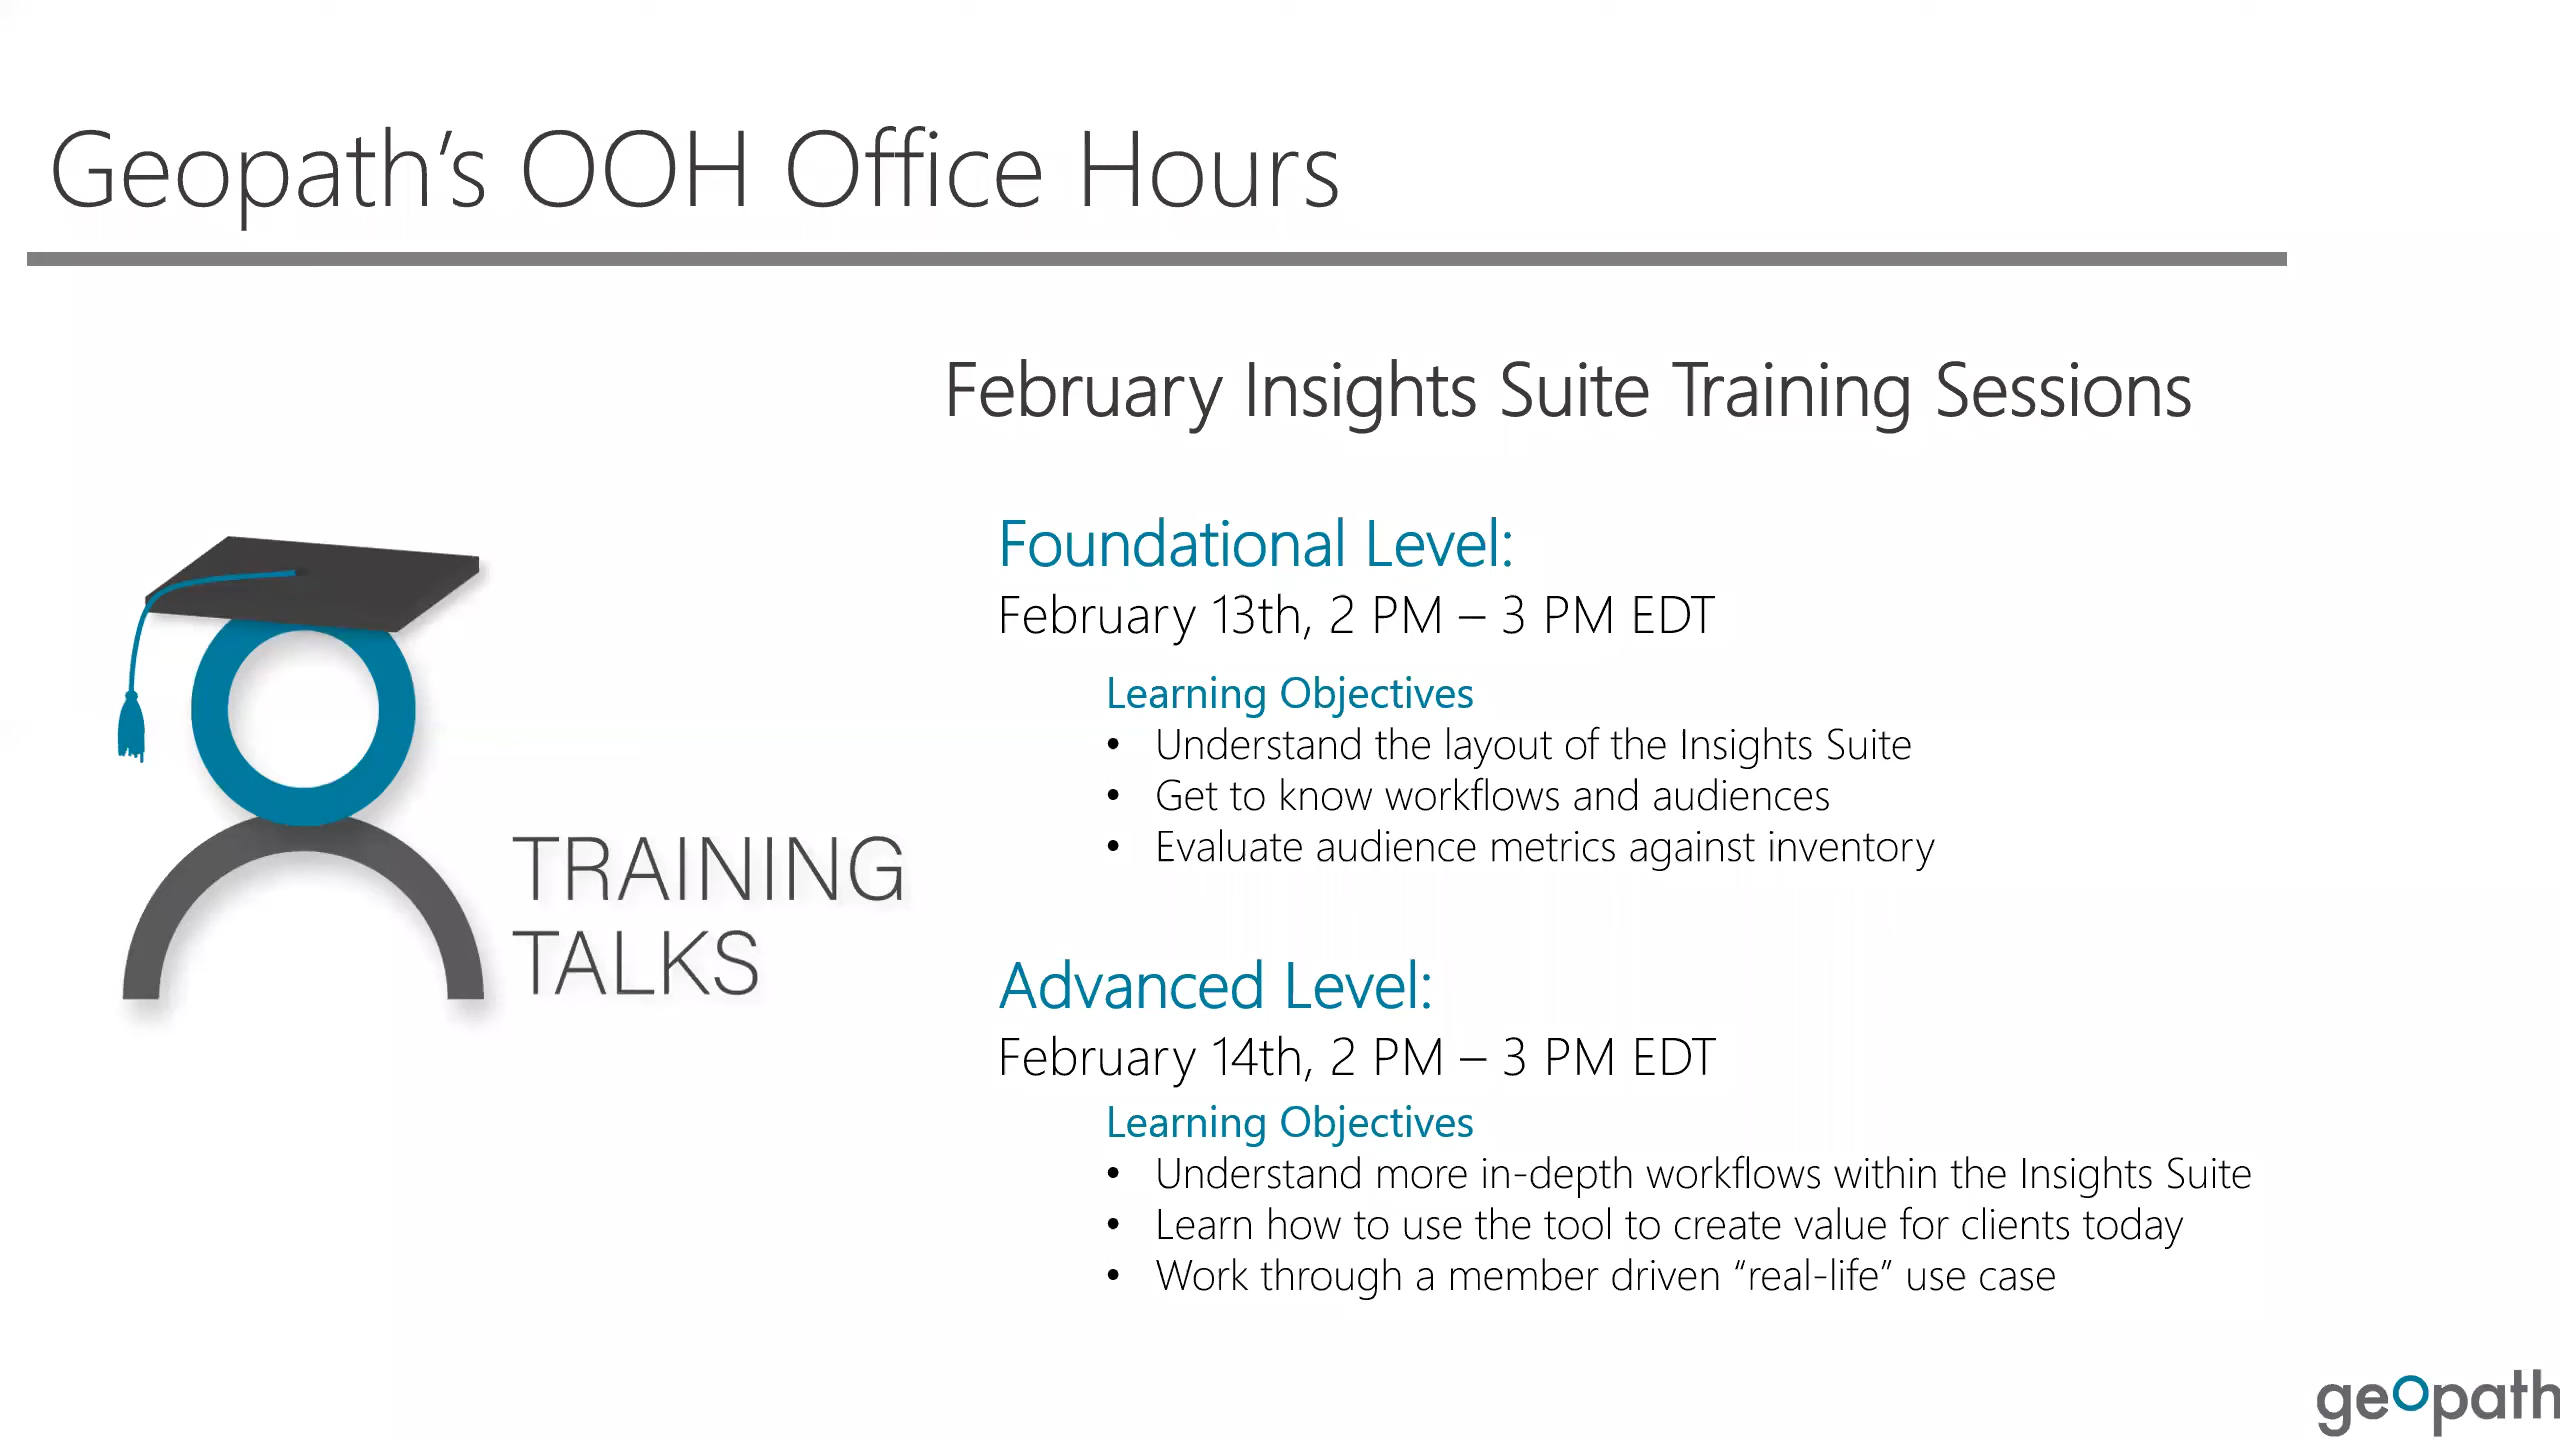 Geopath’s OOH Office Hours
February Insights Suite Training Sessions
Foundational Level:
February 13th, 2 PM – 3 PM EDT
Learning Objectives
• Understand the layout of the Insights Suite
• Get to know workflows and audiences
• Evaluate audience metrics against inventory
TRAINING
TALKS
Advanced Level:
February 14th, 2 PM – 3 PM EDT
Learning Objectives
• Understand more in-depth workflows within the Insights Suite
• Learn how to use the tool to create value for clients today
• Work through a member driven “real-life” use case
geopath